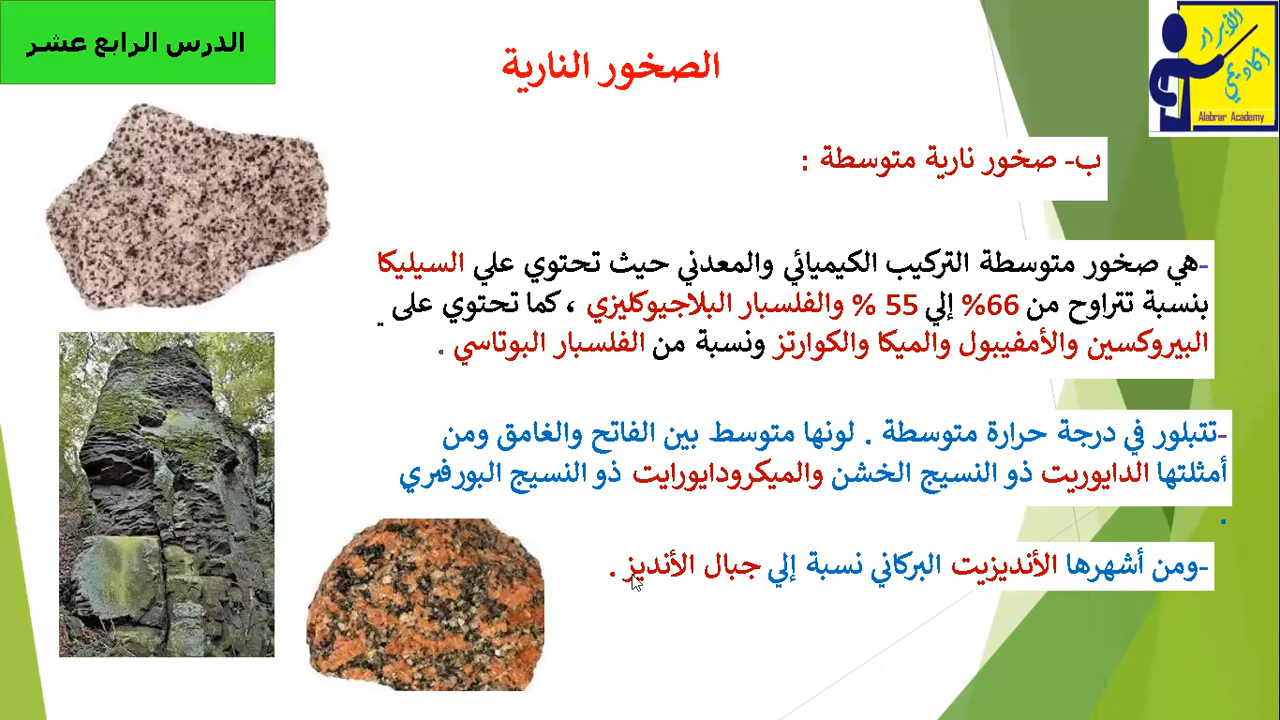 الدرس الرابع عشر
الأبرار
أكاديمي
Alabrar Academy
الصخور النارية
ب- صخور نارية متوسطة :
-هي صخور متوسطة التركيب الكيميائي والمعدني حيث تحتوي علي السيليكا
بنسبة تتراوح من 66% إلي 55 % والفلسبار البلاجيوكليزي ، كما تحتوي على
البيروكسين والأمفيبول والميكا والكوارتز ونسبة من الفلسبار البوتاسي .
-تتبلور في درجة حرارة متوسطة . لونها متوسط بين الفاتح والغامق ومن
أمثلتها الدايوريت ذو النسيج الخشن والميكرودايورايت ذو النسيج البورفيري
.
-ومن أشهرها الأنديزيت البركاني نسبة إلي جبال الأنديز .